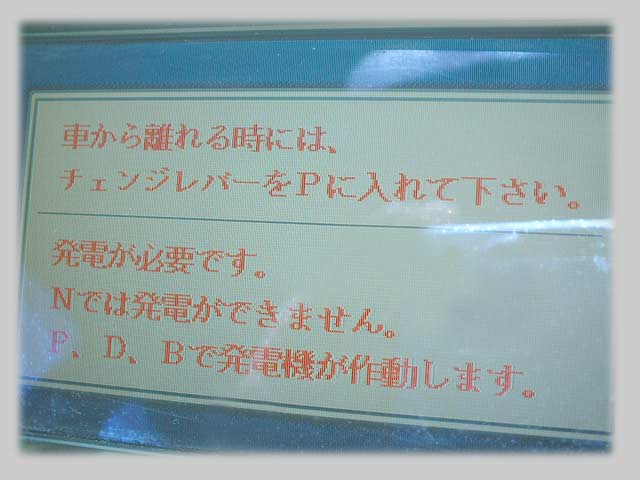 車から離れる時には、
チェンジレバーをPに入れて下さい。
発電が必要です。
Nでは発電ができません。
P、D、Bで発電機が作動します。